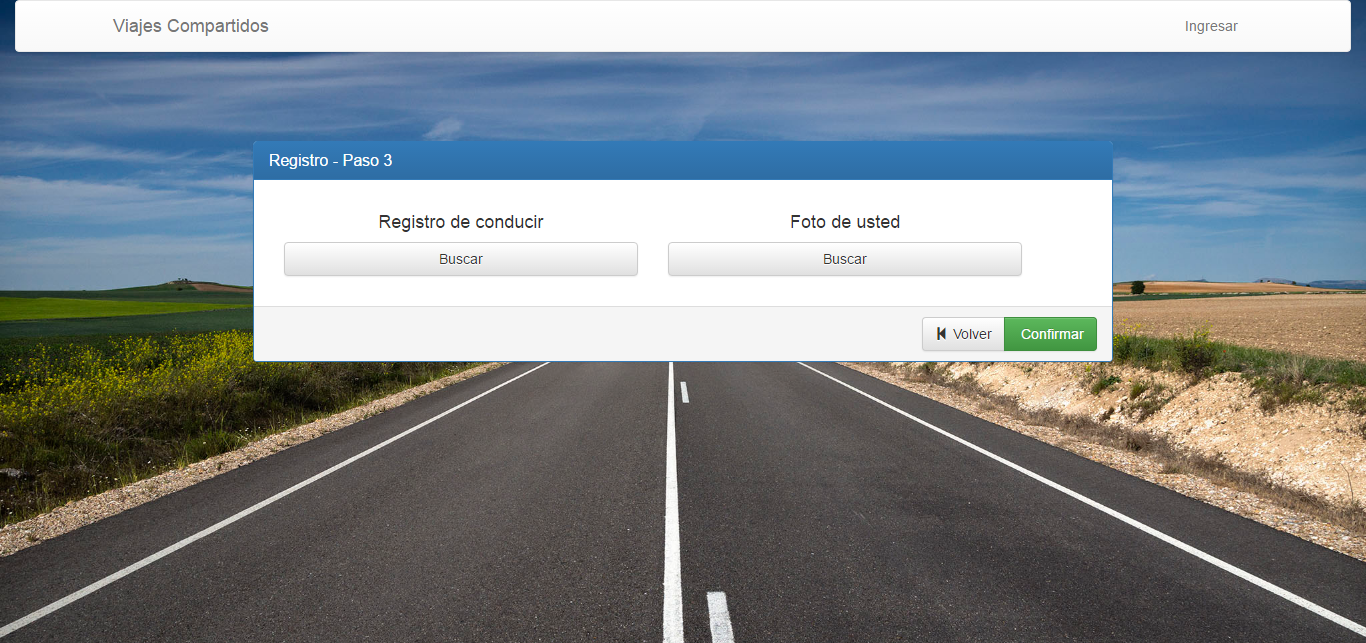 Viajes Compartidos
Ingresar
Registro - Paso 3
Registro de conducir
Foto de usted
Buscar
Buscar
Volver
Confirmar